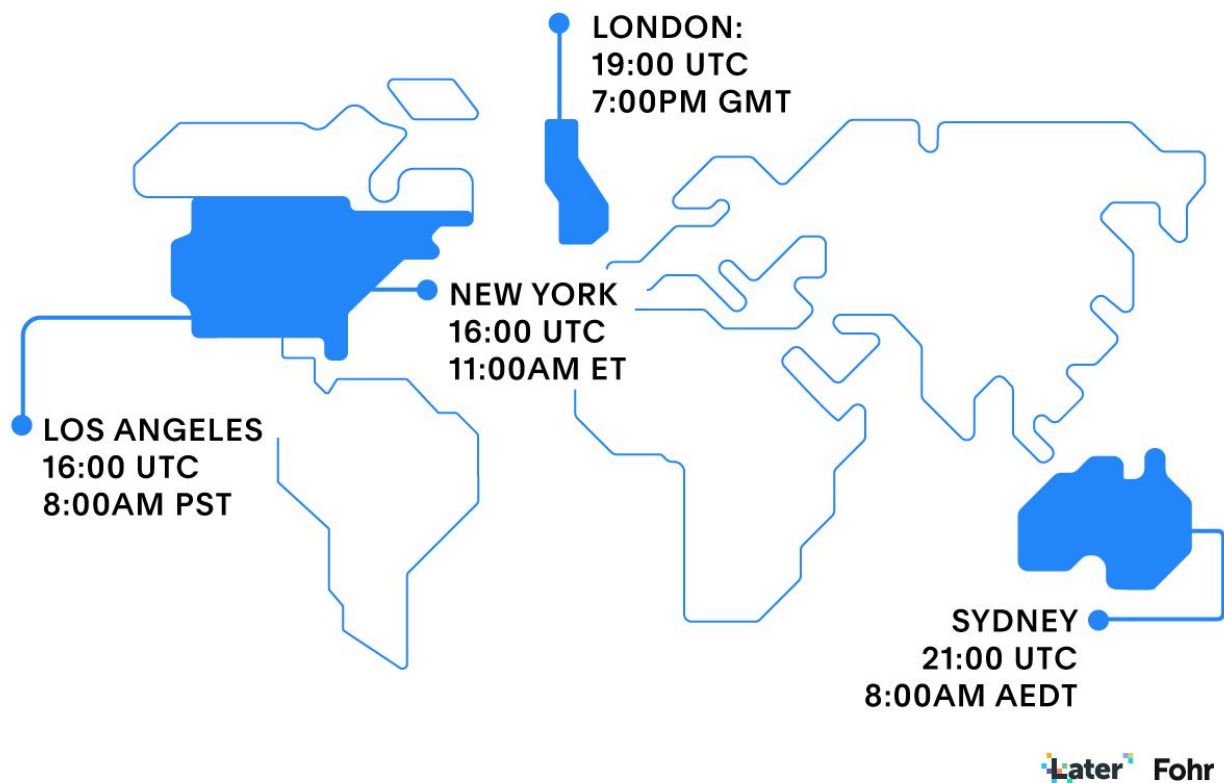 LONDON:
19:00 UTC
7:00PM GMT
NEW YORK
16:00 UTC
11:00AM ET
LOS ANGELES
16:00 UTC
8:00AM PST
SYDNEY
21:00 UTC
8:00AM AEDT
Later Fohr